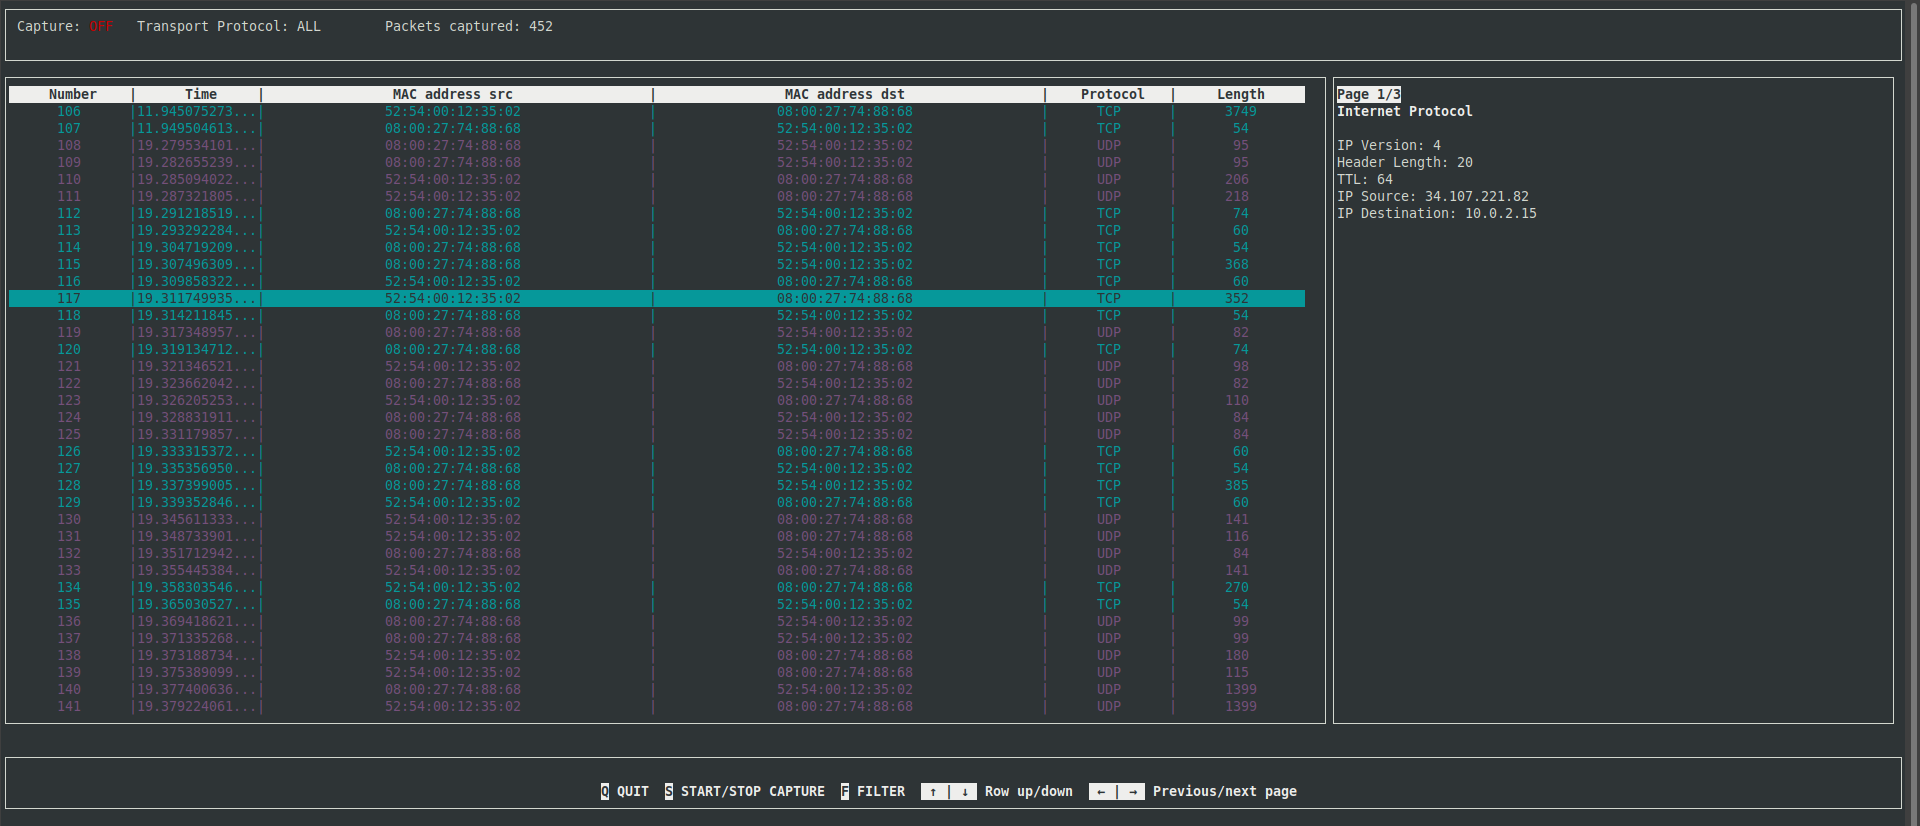 Capture: OFF Transport Protocol: ALL Packets captured: 452
Number | Time | MAC address src | MAC address dst | Protocol | Length
106 |11.945075273...| 52:54:00:12:35:02 | 08:00:27:74:88:68 | TCP | 3749
107 |11.949504613...| 08:00:27:74:88:68 | 52:54:00:12:35:02 | TCP | 54
108 |19.279534101...| 08:00:27:74:88:68 | 52:54:00:12:35:02 | UDP | 95
109 |19.282655239...| 08:00:27:74:88:68 | 52:54:00:12:35:02 | UDP | 95
110 |19.285094022...| 52:54:00:12:35:02 | 08:00:27:74:88:68 | UDP | 206
111 |19.287321805...| 52:54:00:12:35:02 | 08:00:27:74:88:68 | UDP | 218
112 |19.291218519...| 08:00:27:74:88:68 | 52:54:00:12:35:02 | TCP | 74
113 |19.293292284...| 52:54:00:12:35:02 | 08:00:27:74:88:68 | TCP | 60
114 |19.304719209...| 08:00:27:74:88:68 | 52:54:00:12:35:02 | TCP | 54
115 |19.307496309...| 08:00:27:74:88:68 | 52:54:00:12:35:02 | TCP | 368
116 |19.309858322...| 52:54:00:12:35:02 | 08:00:27:74:88:68 | TCP | 60
117 |19.311749935...| 52:54:00:12:35:02 | 08:00:27:74:88:68 | TCP | 352
118 |19.314211845...| 08:00:27:74:88:68 | 52:54:00:12:35:02 | TCP | 54
119 |19.317348957...| 08:00:27:74:88:68 | 52:54:00:12:35:02 | UDP | 82
120 |19.319134712...| 08:00:27:74:88:68 | 52:54:00:12:35:02 | TCP | 74
121 |19.321346521...| 52:54:00:12:35:02 | 08:00:27:74:88:68 | UDP | 98
122 |19.323662042...| 08:00:27:74:88:68 | 52:54:00:12:35:02 | UDP | 82
123 |19.326205253...| 52:54:00:12:35:02 | 08:00:27:74:88:68 | UDP | 110
124 |19.328831911...| 08:00:27:74:88:68 | 52:54:00:12:35:02 | UDP | 84
125 |19.331179857...| 08:00:27:74:88:68 | 52:54:00:12:35:02 | UDP | 84
126 |19.333315372...| 52:54:00:12:35:02 | 08:00:27:74:88:68 | TCP | 60
127 |19.335356950...| 08:00:27:74:88:68 | 52:54:00:12:35:02 | TCP | 54
128 |19.337399005...| 08:00:27:74:88:68 | 52:54:00:12:35:02 | TCP | 385
129 |19.339352846...| 52:54:00:12:35:02 | 08:00:27:74:88:68 | TCP | 60
130 |19.345611333...| 52:54:00:12:35:02 | 08:00:27:74:88:68 | UDP | 141
131 |19.348733901...| 52:54:00:12:35:02 | 08:00:27:74:88:68 | UDP | 116
132 |19.351712942...| 08:00:27:74:88:68 | 52:54:00:12:35:02 | UDP | 84
133 |19.355445384...| 52:54:00:12:35:02 | 08:00:27:74:88:68 | UDP | 141
134 |19.358303546...| 52:54:00:12:35:02 | 08:00:27:74:88:68 | TCP | 270
135 |19.365030527...| 08:00:27:74:88:68 | 52:54:00:12:35:02 | TCP | 54
136 |19.369418621...| 08:00:27:74:88:68 | 52:54:00:12:35:02 | UDP | 99
137 |19.371335268...| 08:00:27:74:88:68 | 52:54:00:12:35:02 | UDP | 99
138 |19.373188734...| 52:54:00:12:35:02 | 08:00:27:74:88:68 | UDP | 180
139 |19.375389099...| 52:54:00:12:35:02 | 08:00:27:74:88:68 | UDP | 115
140 |19.377400636...| 08:00:27:74:88:68 | 52:54:00:12:35:02 | UDP | 1399
141 |19.379224061...| 52:54:00:12:35:02 | 08:00:27:74:88:68 | UDP | 1399
Page 1/3
Internet Protocol
IP Version: 4
Header Length: 20
TTL: 64
IP Source: 34.107.221.82
IP Destination: 10.0.2.15
Q QUIT S START/STOP CAPTURE F FILTER ↑ | ↓ Row up/down ← | → Previous/next page